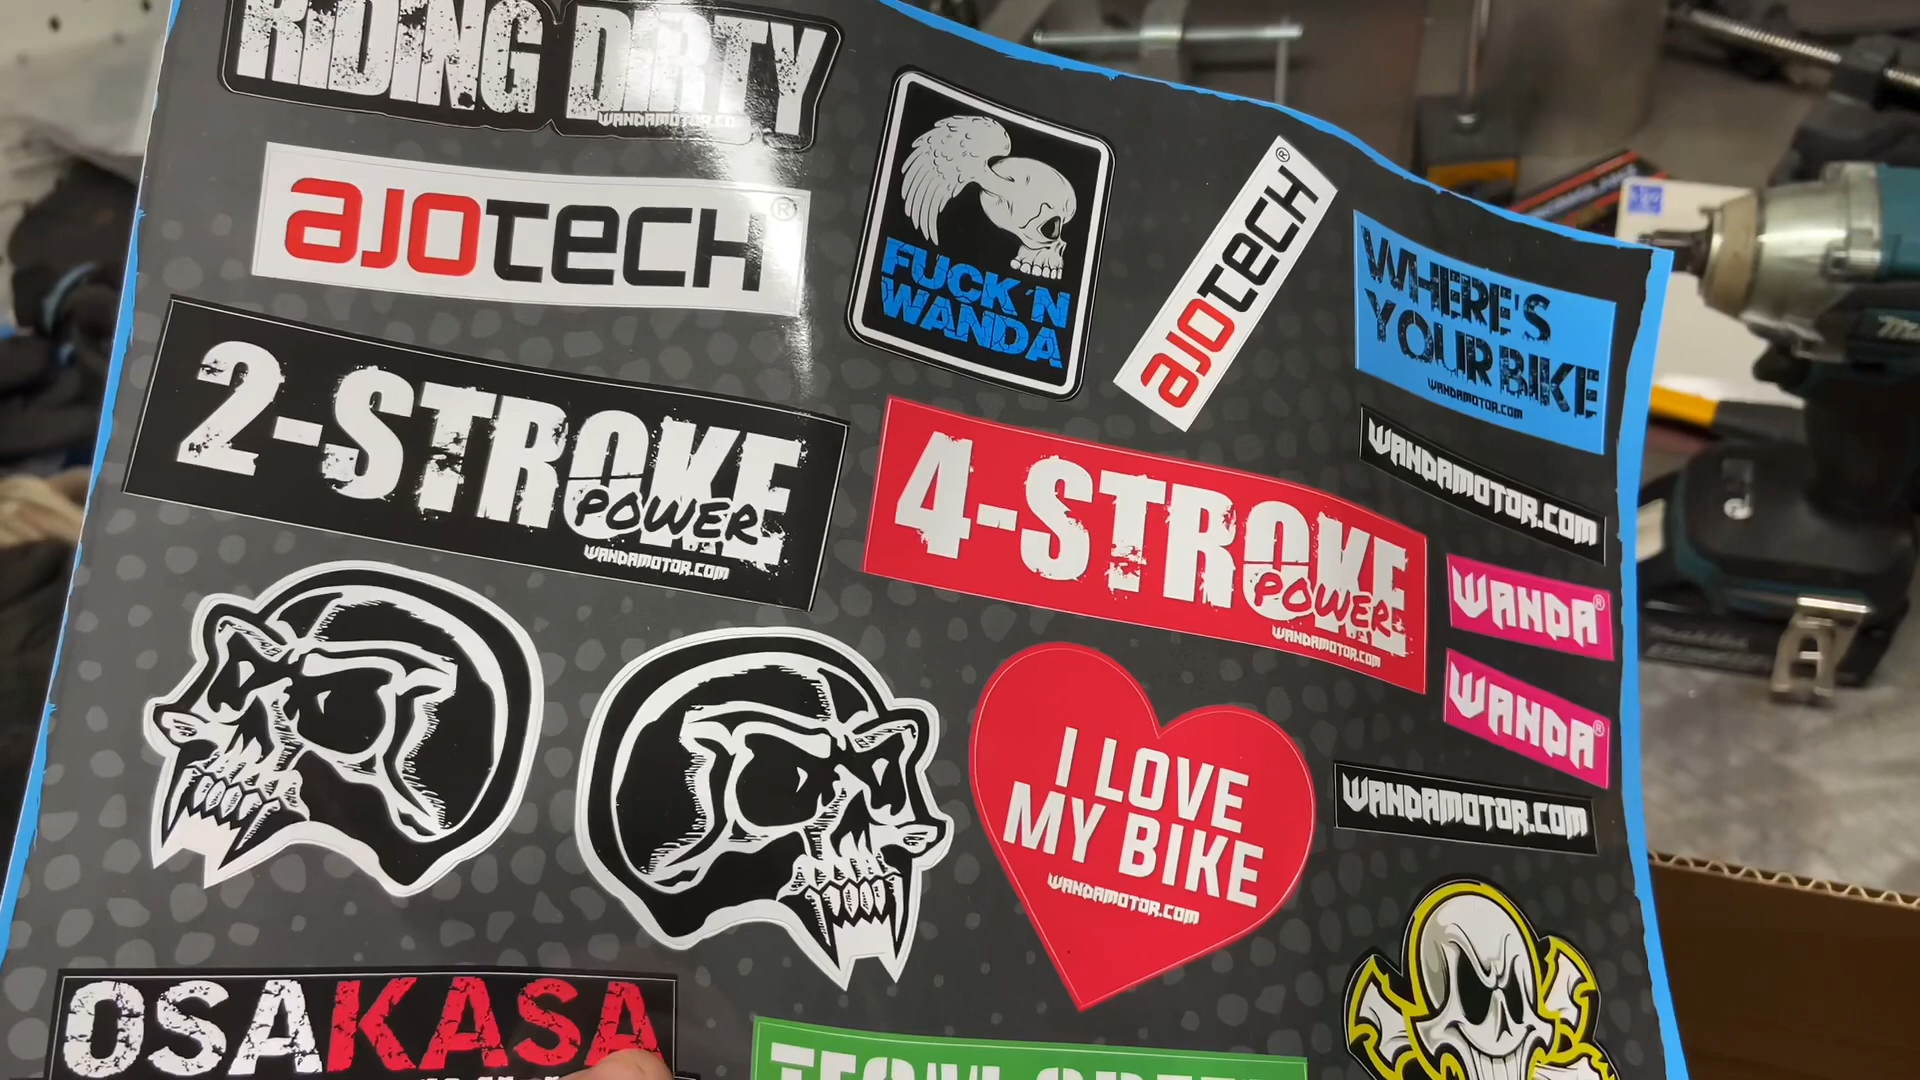 RIDING DIRTY
WANDAMOTOR.CO
AJOTECH®
FUCK'N
WANDA
AJOTECH®
WHERE'S
YOUR BIKE
WANDAMOTOR.COM
2-STROKE
POWER
WANDAMOTOR.COM
4-STROKE
POWER
WANDAMOTOR.COM
WANDAMOTOR.COM
WANDA®
WANDA®
I LOVE
MY BIKE
WANDAMOTOR.COM
WANDAMOTOR.COM
OSAKASA